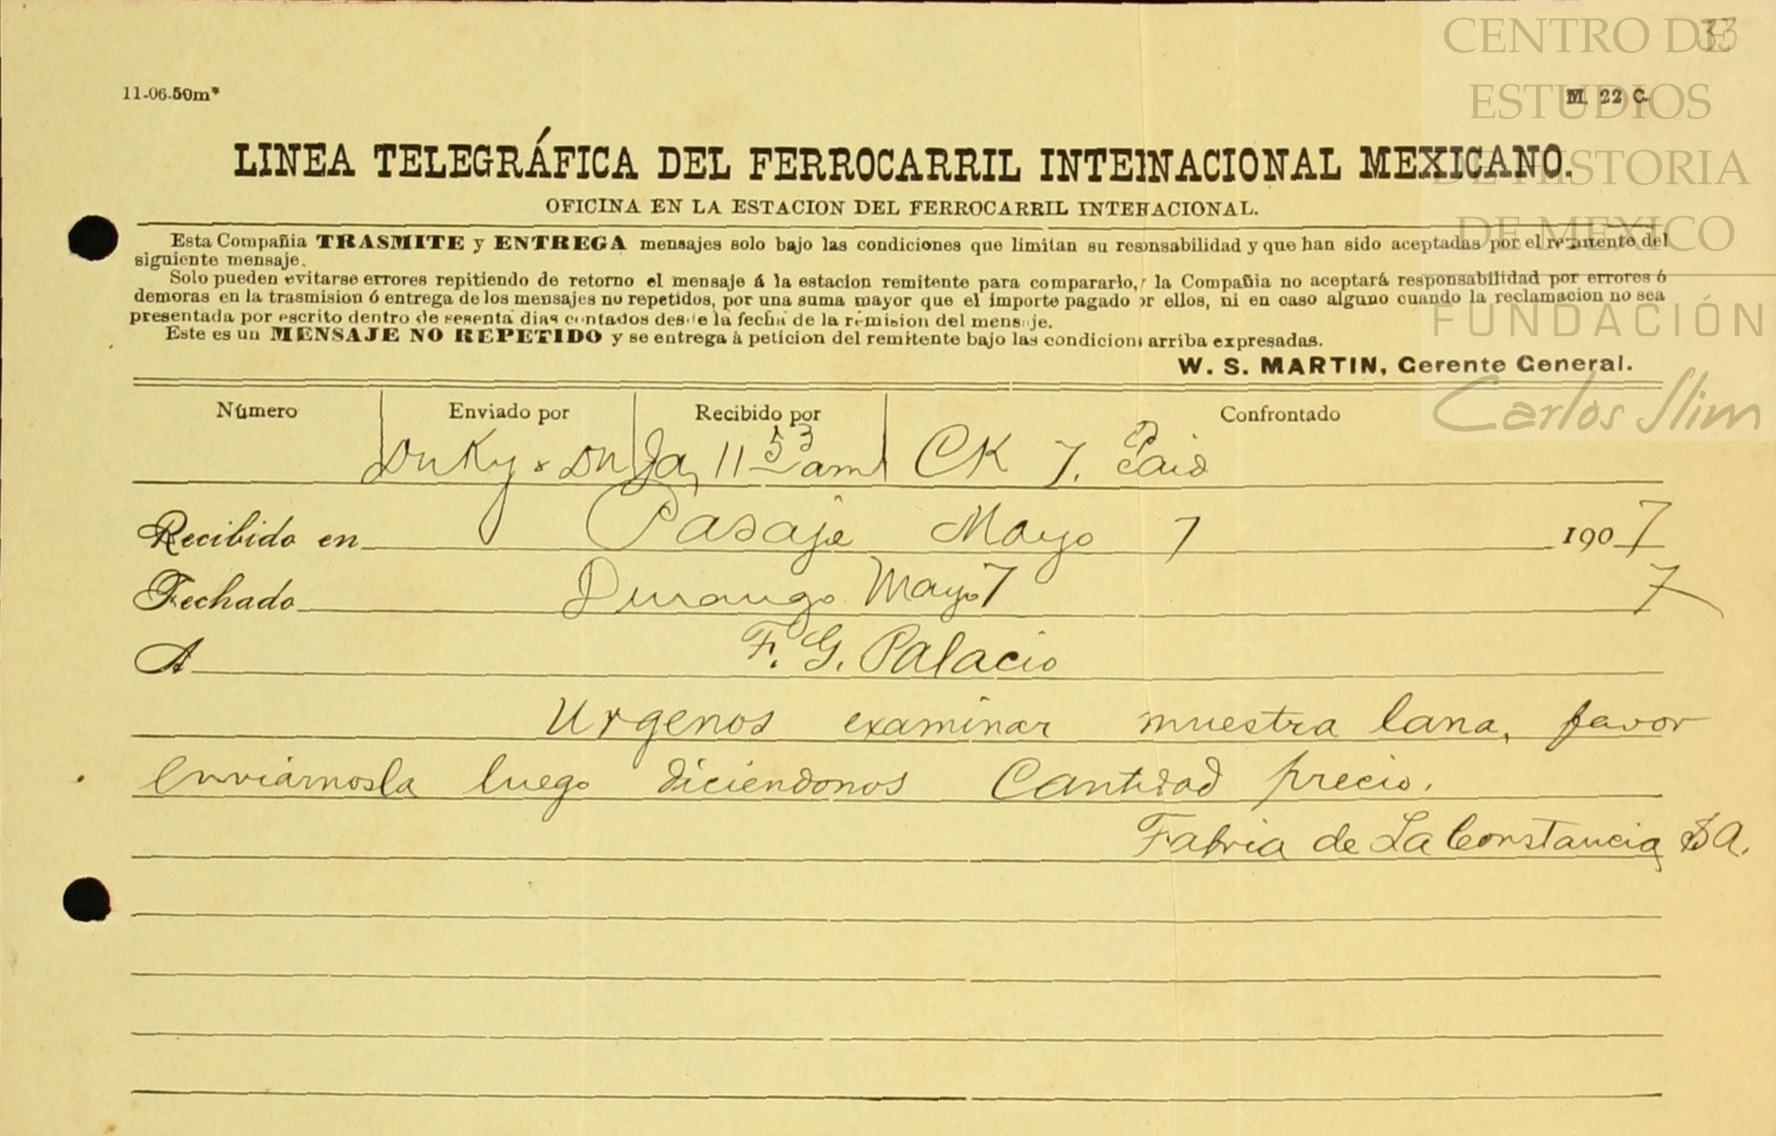 33
CENTRO DE
ESTUDIOS
DE HISTORIA
DE MEXICO
FUNDACIÓN
Carlos Slim
11-06-50m*
M. 22 C.
LINEA TELEGRÁFICA DEL FERROCARRIL INTERNACIONAL MEXICANO.
OFICINA EN LA ESTACION DEL FERROCARRIL INTERNACIONAL.
Esta Compañia TRASMITE y ENTREGA mensajes solo bajo las condiciones que limitan su responsabilidad y que han sido aceptadas por el remitente del
siguiente mensaje.
Solo pueden evitarse errores repitiendo de retorno el mensaje á la estacion remitente para compararlo, y la Compañia no aceptará responsabilidad por errores ó
demoras en la trasmision ó entrega de los mensajes no repetidos, por una suma mayor que el importe pagado por ellos, ni en caso alguno cuando la reclamacion no sea
presentada por escrito dentro de sesenta dias contados desde la fecha de la remision del mensaje.
Este es un MENSAJE NO REPETIDO y se entrega á peticion del remitente bajo las condiciones arriba expresadas.
W. S. MARTIN, Gerente General.
Número Enviado por Recibido por Confrontado
11 53 am CK 7. Paid
Recibido en Pasaje Mayo 7 1907
Fechado Durango Mayo 7 7
A F. G. Palacio
Urgenos examinar muestra lana, favor
enviárnosla luego diciendonos Cantidad precio.
Fabria de La Constancia SA.